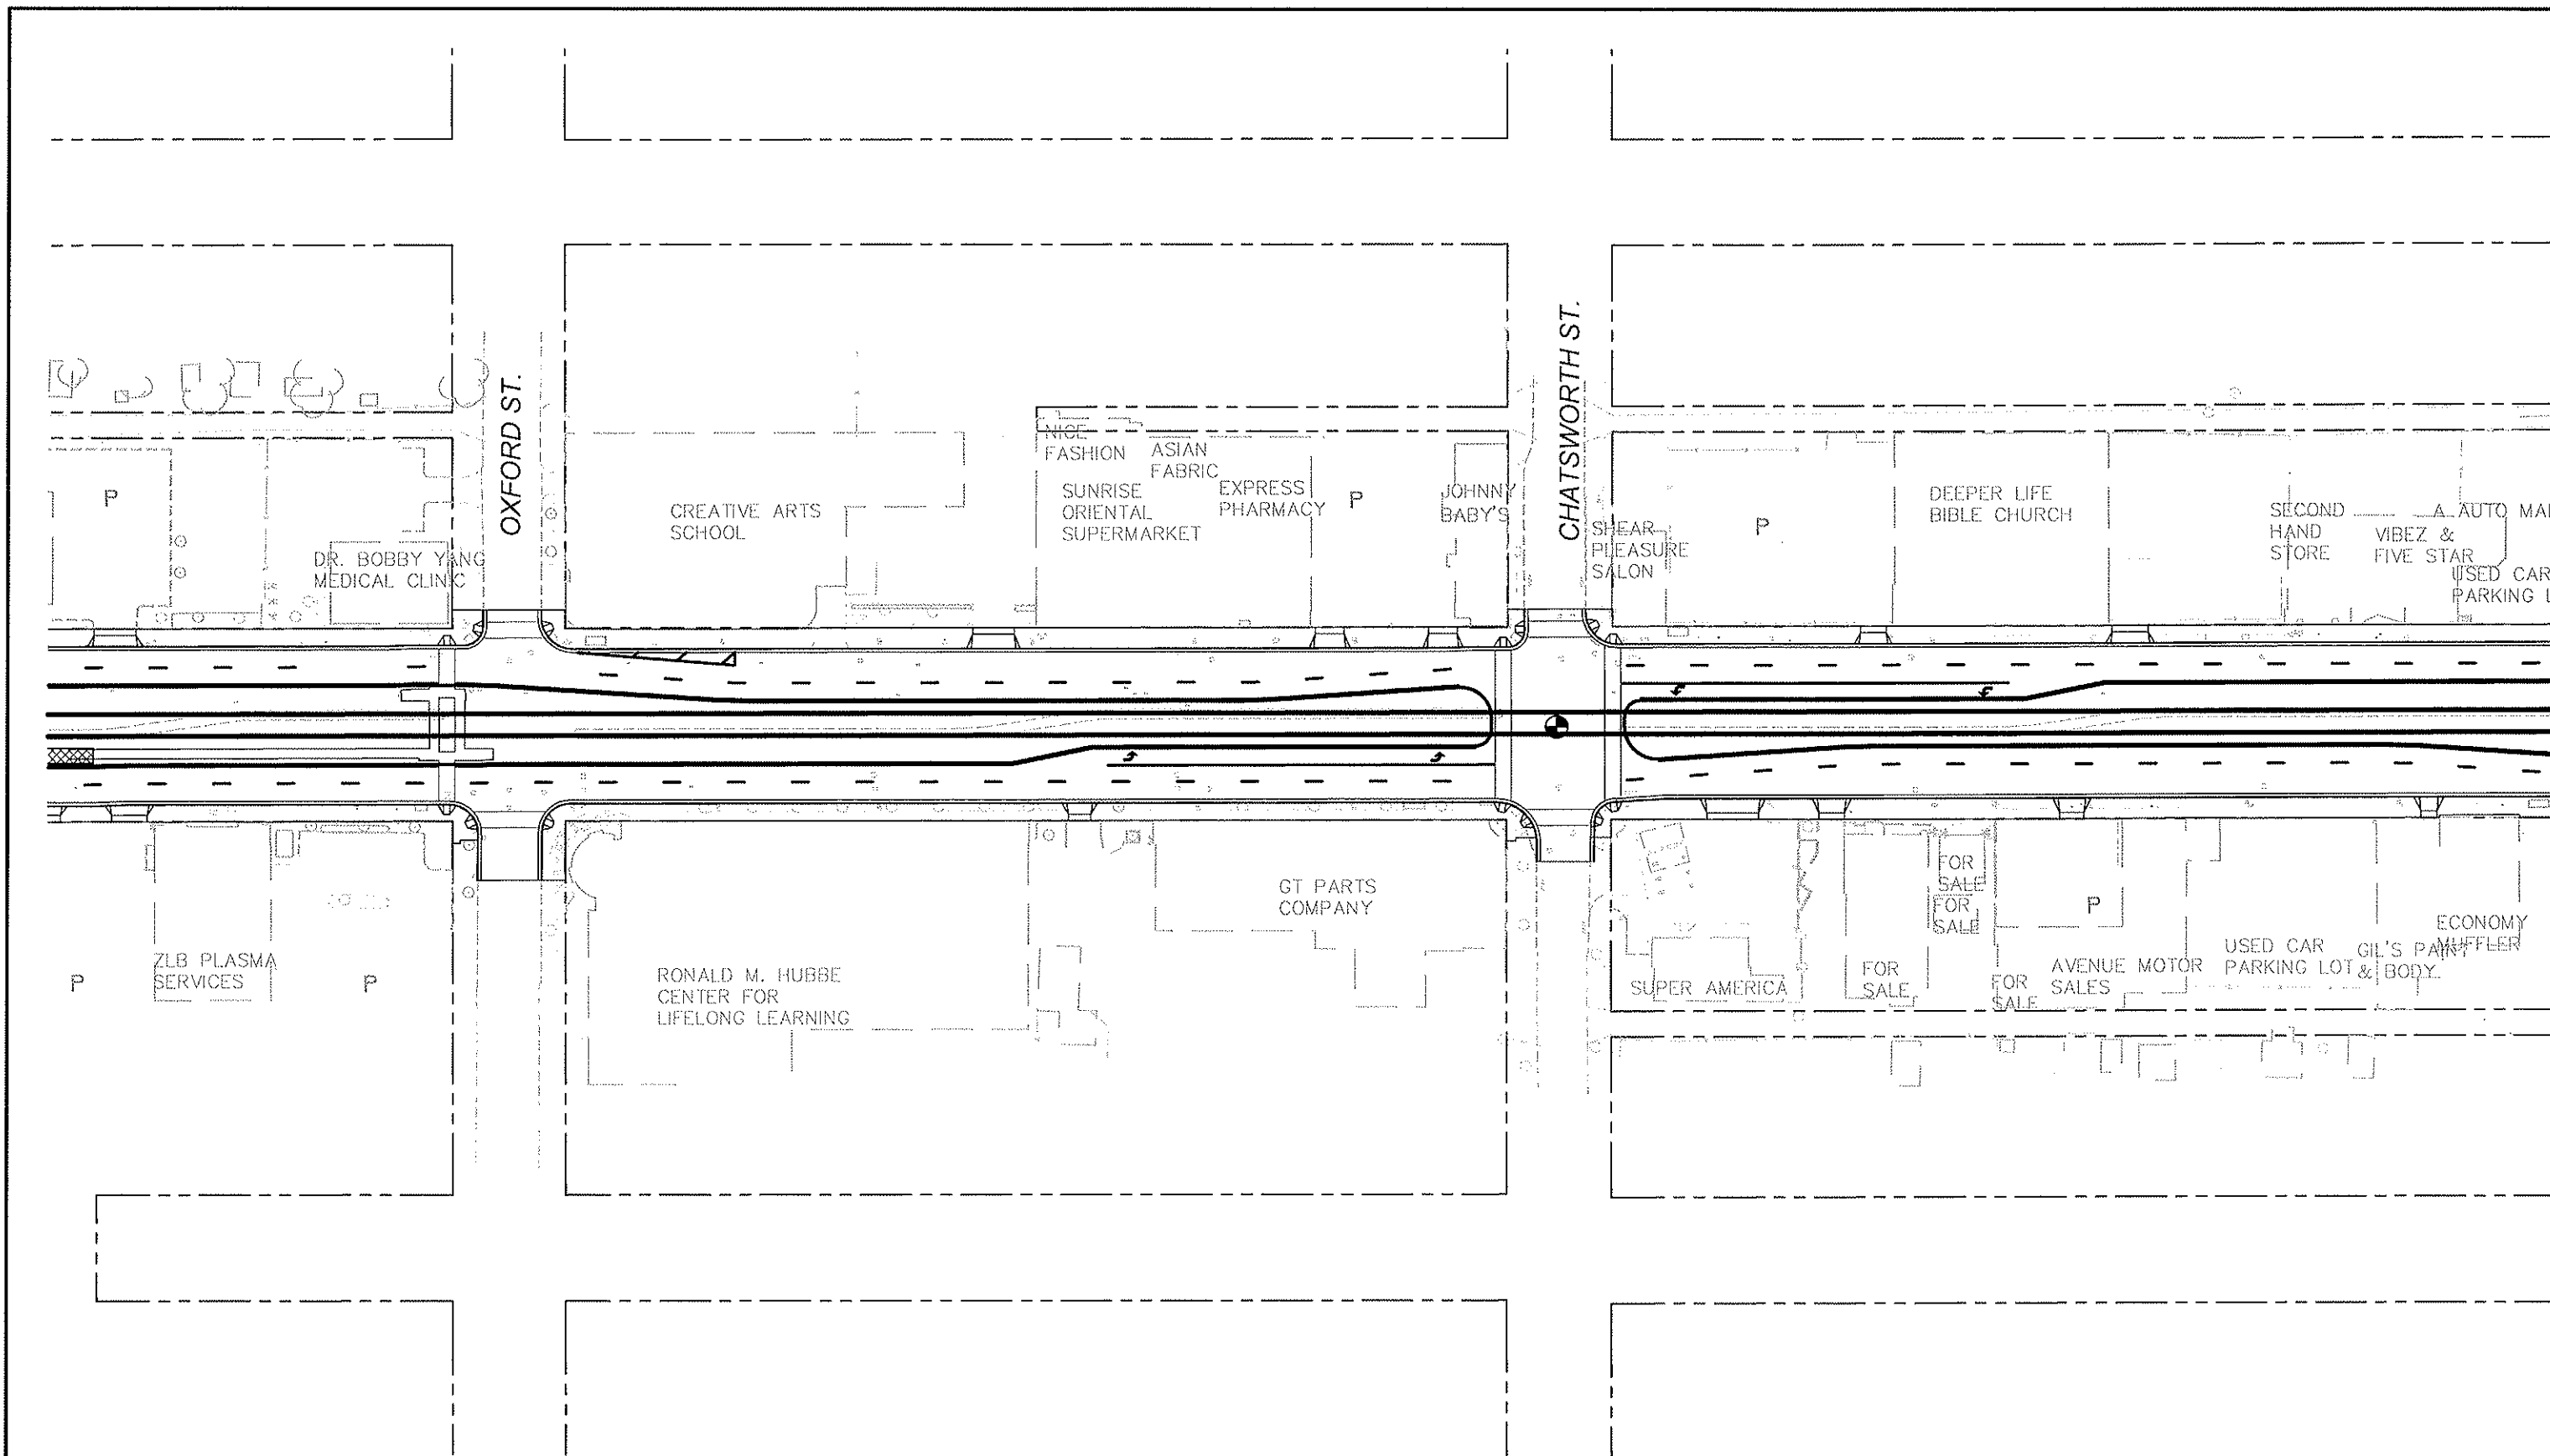 OXFORD ST.
CHATSWORTH ST.
P
DR. BOBBY YANG
MEDICAL CLINIC
CREATIVE ARTS
SCHOOL
NICE
FASHION
ASIAN
FABRIC
SUNRISE
ORIENTAL
SUPERMARKET
EXPRESS
PHARMACY
P
JOHNNY
BABY'S
SHEAR
PLEASURE
SALON
P
DEEPER LIFE
BIBLE CHURCH
SECOND
HAND
STORE
VIBEZ &
FIVE STAR
A AUTO
USED CAR
PARKING
P
ZLB PLASMA
SERVICES
P
RONALD M. HUBBE
CENTER FOR
LIFELONG LEARNING
GT PARTS
COMPANY
SUPER AMERICA
FOR
SALE
FOR
SALE
FOR
SALE
FOR
SALE
P
AVENUE MOTOR
SALES
USED CAR
PARKING LOT
GIL'S PAINT
& BODY
ECONOMY
MUFFLER